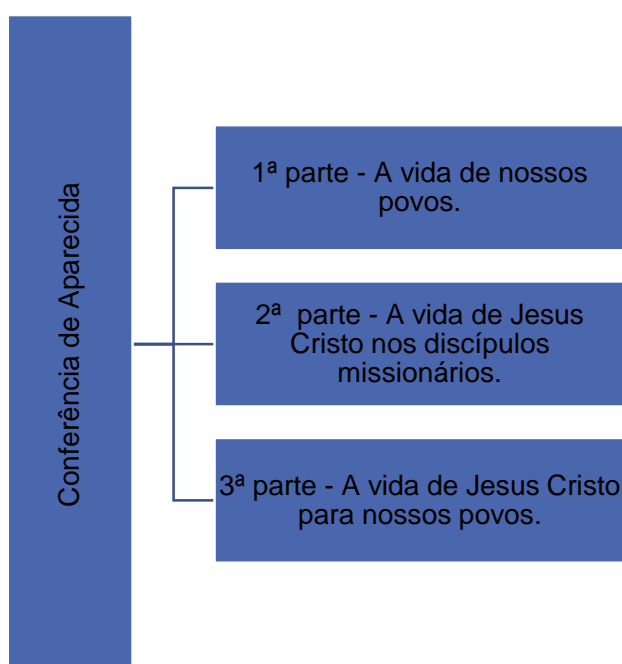 Conferência de Aparecida
1ª parte - A vida de nossos
povos.
2ª  parte - A vida de Jesus
Cristo nos discípulos
missionários.
3ª parte - A vida de Jesus Cristo
para nossos povos.